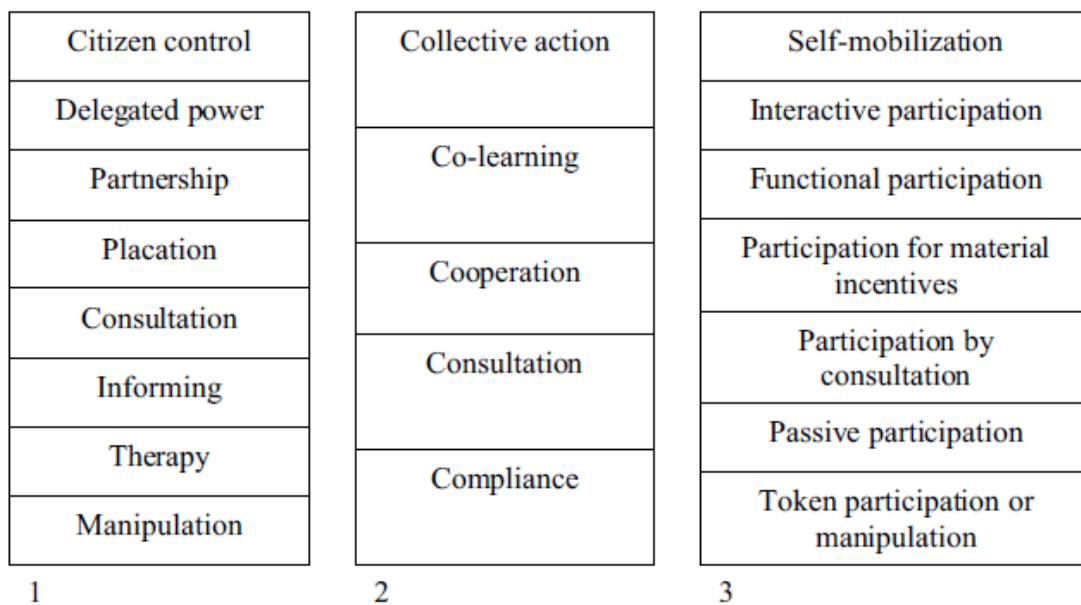 Citizen control
Delegated power
Partnership
Placation
Consultation
Informing
Therapy
Manipulation
1
Collective action
Co-learning
Cooperation
Consultation
Compliance
2
Self-mobilization
Interactive participation
Functional participation
Participation for material
incentives
Participation by
consultation
Passive participation
Token participation or
manipulation
3